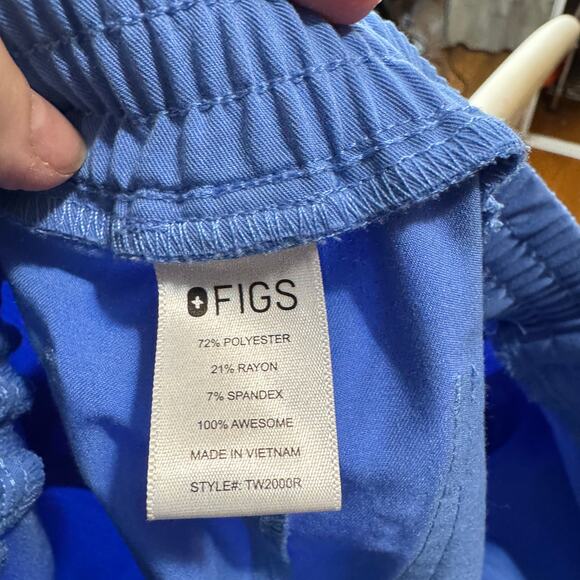 FIGS
72% POLYESTER
21% RAYON
7% SPANDEX
100% AWESOME
MADE IN VIETNAM
STYLE#: TW2000R